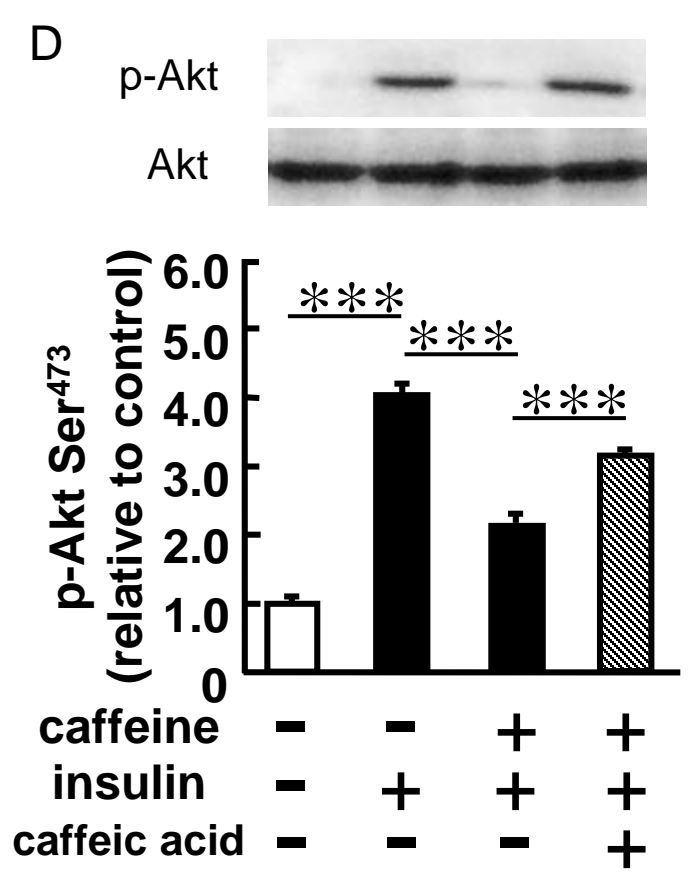 D
p-Akt
Akt
p-Akt Ser473
(relative to control)
6.0
5.0
4.0
3.0
2.0
1.0
0
***
***
***
caffeine - - + +
insulin - + + +
caffeic acid - - - +